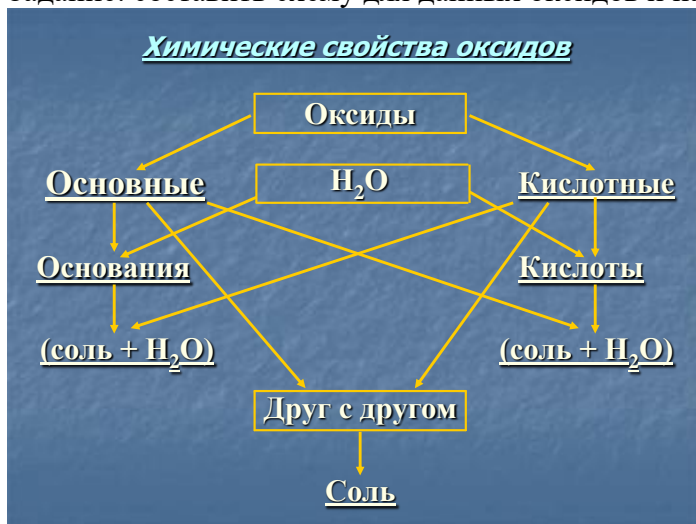 Химические свойства оксидов
Оксиды
Основные
H₂O
Кислотные
Основания
Кислоты
(соль + H₂O)
(соль + H₂O)
Друг с другом
Соль